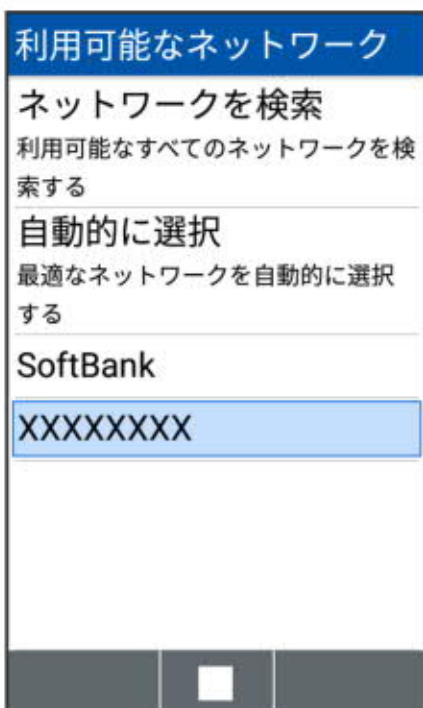 利用可能なネットワーク
ネットワークを検索
利用可能なすべてのネットワークを検
索する
自動的に選択
最適なネットワークを自動的に選択
する
SoftBank
XXXXXXXX